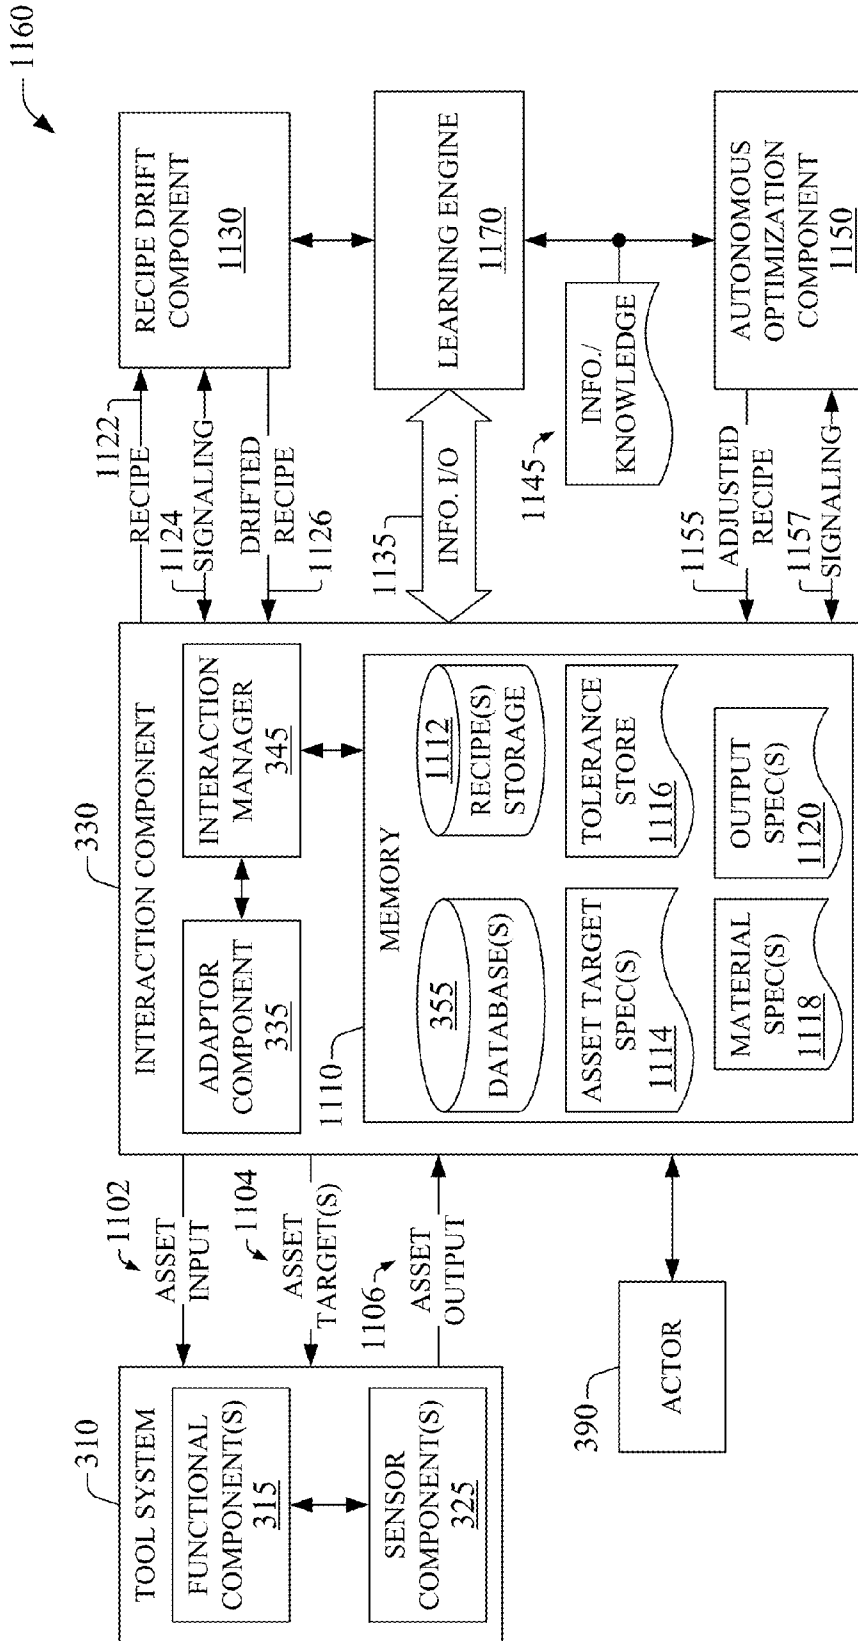 1160
310
TOOL SYSTEM
FUNCTIONAL
COMPONENT(S)
315
SENSOR
COMPONENT(S)
325
1102
ASSET
INPUT
1104
ASSET
TARGET(S)
1106
ASSET
OUTPUT
390
ACTOR
330
INTERACTION COMPONENT
ADAPTOR
COMPONENT
335
INTERACTION
MANAGER
345
1110
MEMORY
355
DATABASE(S)
1112
RECIPE(S)
STORAGE
ASSET TARGET
SPEC(S)
1114
TOLERANCE
STORE
1116
MATERIAL
SPEC(S)
1118
OUTPUT
SPEC(S)
1120
1122
RECIPE
1124
SIGNALING
DRIFTED
RECIPE
1126
1135
INFO. I/O
1145
INFO./
KNOWLEDGE
1155
ADJUSTED
RECIPE
1157
SIGNALING
RECIPE DRIFT
COMPONENT
1130
LEARNING ENGINE
1170
AUTONOMOUS
OPTIMIZATION
COMPONENT
1150